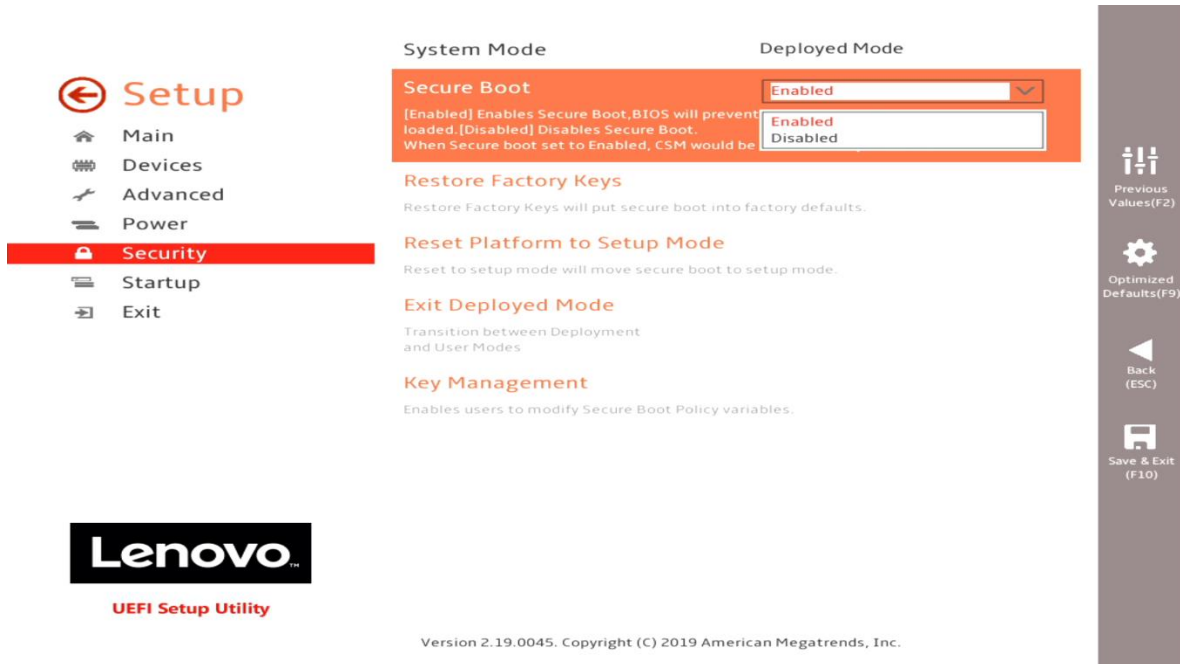 System Mode Deployed Mode
Setup
Main
Devices
Advanced
Power
Security
Startup
Exit
Secure Boot Enabled
[Enabled] Enables Secure Boot,BIOS will prevent
loaded.[Disabled] Disables Secure Boot.
When Secure boot set to Enabled, CSM would be
Enabled
Disabled
Restore Factory Keys
Restore Factory Keys will put secure boot into factory defaults.
Reset Platform to Setup Mode
Reset to setup mode will move secure boot to setup mode.
Exit Deployed Mode
Transition between Deployment
and User Modes
Key Management
Enables users to modify Secure Boot Policy variables.
Previous
Values(F2)
Optimized
Defaults(F9)
Back
(ESC)
Save & Exit
(F10)
Lenovo™
UEFI Setup Utility
Version 2.19.0045. Copyright (C) 2019 American Megatrends, Inc.